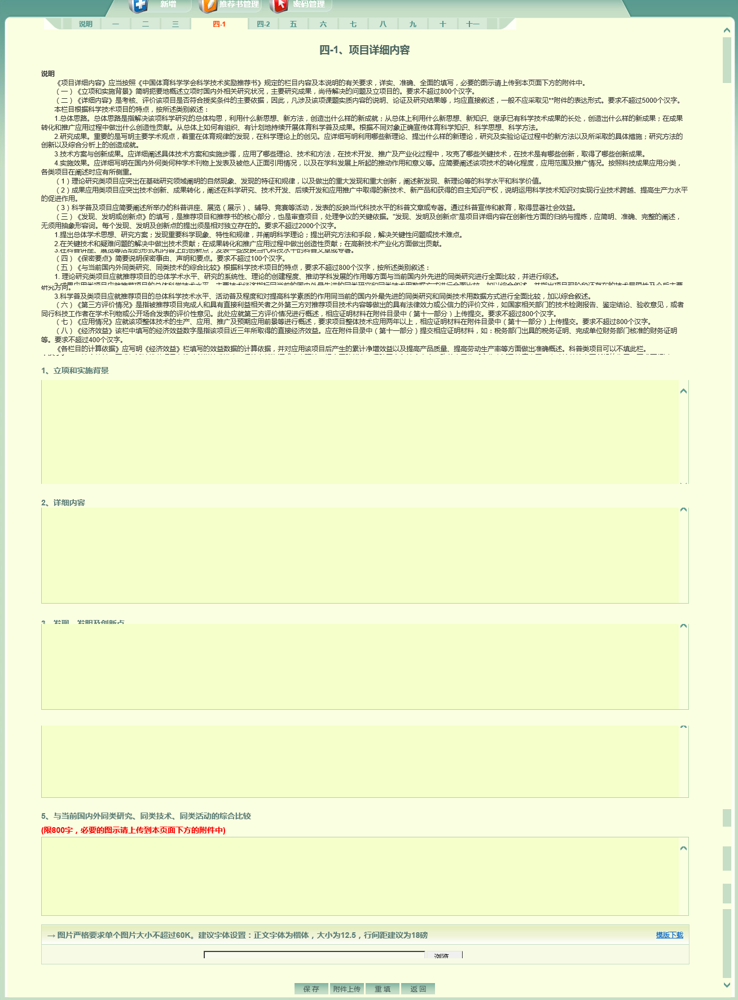 新增 推荐书管理 密码管理
说明 一 二 三 四-1 四-2 五 六 七 八 九 十 十一
四-1、项目详细内容
说明
《项目详细内容》应当按照《中国体育科学学会科学技术奖励推荐书》规定的栏目内容及本说明的有关要求，详实、准确、全面的填写，必要的图示请上传到本页面下方的附件中。
（一）《立项和实施背景》简明扼要地概述立项时国内外相关研究状况，主要研究成果，尚待解决的问题及立项目的。要求不超过800个汉字。
（二）《详细内容》是考核、评价该项目是否符合授奖条件的主要依据，因此，凡涉及该项课题实质内容的说明、论证及研究结果等，均应直接叙述，一般不应采取见**附件的表达形式。要求不超过5000个汉字。
本栏目根据科学技术项目的特点，按所述类别叙述：
1.总体思路。总体思路是指解决该项科学研究的总体构思，利用什么新思想、新方法，创造出什么样的新成就；从总体上利用什么新思想、新知识、继承已有科学技术成果的长处，创造出什么样的新成果；在成果
转化和推广应用过程中做出什么创造性贡献。从总体上如何有组织、有计划地持续开展体育科学普及成果。根据不同对象正确宣传体育科学知识、科学思想、科学方法。
2.研究成果。重要的是写明主要学术观点，若重在体育规律的发现，在科学理论上的创见。应详细写明利用哪些新理论、提出什么样的新理论，研究及实验论证过程中的新方法以及所采取的具体措施；研究方法的
创新以及综合分析上的创造成就。
3.技术方案与创新成果。应详细阐述具体技术方案和实施步骤，应用了哪些理论、技术和方法，在技术开发、推广及产业化过程中，攻克了哪些关键技术，在技术是有哪些创新，取得了哪些创新成果。
4.实施效果。应详细写明在国内外何类何种学术刊物上发表及被他人正面引用情况，以及在学科发展上所起的推动作用和意义等。应简要阐述该项技术的转化程度，应用范围及推广情况。按照科技成果应用分类，
各类项目在阐述时应有所侧重。
（1）理论研究类项目应突出在基础研究领域阐明的自然现象、发现的特征和规律，以及做出的重大发现和重大创新，阐述新发现、新理论等的科学水平和科学价值。
（2）成果应用类项目应突出技术创新、成果转化，阐述在科学研究、技术开发、后续开发和应用推广中取得的新技术、新产品和获得的自主知识产权，说明运用科学技术知识对实现行业技术跨越、提高生产力水平
的促进作用。
（3）科学普及项目应简要阐述所举办的科普讲座、展览（展示）、辅导、竞赛等活动，发表的反映当代科技水平的科普文章或专著。通过科普宣传和教育，取得显著社会效益。
（三）《发现、发明或创新点》的填写，是推荐项目和推荐书的核心部分，也是审查项目，处理争议的关键依据。"发现、发明及创新点"是项目详细内容在创新性方面的归纳与提炼，应简明、准确、完整的阐述，
无须用抽象形容词。每个发现、发明及创新点的提出须是相对独立存在的。要求不超过2000个汉字。
1.提出总体学术思想、研究方案；发现重要科学现象、特性和规律，并阐明科学理论；提出研究方法和手段，解决关键性问题或技术难点。
2.在关键技术和疑难问题的解决中做出技术贡献；在成果转化和推广应用过程中做出创造性贡献；在高新技术产业化方面做出贡献。
3.在科普讲座、展览等活动的形式和内容上的创新点，发表一些反映当代科技水平的科普文章或专著。
（四）《保密要点》简要说明保密事由、声明和要点。要求不超过100个汉字。
（五）《与当前国内外同类研究、同类技术的综合比较》根据科学技术项目的特点，要求不超过800个汉字，按所述类别叙述：
1. 理论研究类项目应就推荐项目的总体学术水平、研究的系统性、理论的创建程度、推动学科发展的作用等方面与当前国内外先进的同类研究进行全面比较，并进行综述。
研究方向。
3.科学普及类项目应就推荐项目的总体科学技术水平、活动普及程度和对提高科学素质的作用同当前的国内外最先进的同类研究和同类技术用数据方式进行全面比较，加以综合叙述。
（六）《第三方评价情况》是指被推荐项目完成人和具有直接利益相关者之外第三方对推荐项目技术内容等做出的具有法律效力或公信力的评价文件，如国家相关部门的技术检测报告、鉴定结论、验收意见，或者
同行科技工作者在学术刊物或公开场合发表的评价性意见。此处应就第三方评价情况进行概述，相应证明材料在附件目录中（第十一部分）上传提交。要求不超过800个汉字。
（七）《应用情况》应就该项整体技术的生产、应用、推广及预期应用前景等进行概述，要求项目整体技术应用两年以上，相应证明材料在附件目录中（第十一部分）上传提交。要求不超过800个汉字。
（八）《经济效益》该栏中填写的经济效益数字是指该项目近三年所取得的直接经济效益。应在附件目录中（第十一部分）提交相应证明材料，如：税务部门出具的税务证明、完成单位财务部门核准的财务证明
等。要求不超过400个汉字。
《各栏目的计算依据》应写明《经济效益》栏填写的效益数据的计算依据，并对应用该项目后产生的累计净增效益以及提高产品质量、提高劳动生产率等方面做出准确概述。科普类项目可以不填此栏。
1、立项和实施背景
2、详细内容
3、发现、发明及创新点
5、与当前国内外同类研究、同类技术、同类活动的综合比较
(限800字，必要的图示请上传到本页面下方的附件中)
→ 图片严格要求单个图片大小不超过60K。建议字体设置：正文字体为楷体，大小为12.5，行间距建议为18磅 模版下载
浏览
保 存 附件上传 重 填 返 回